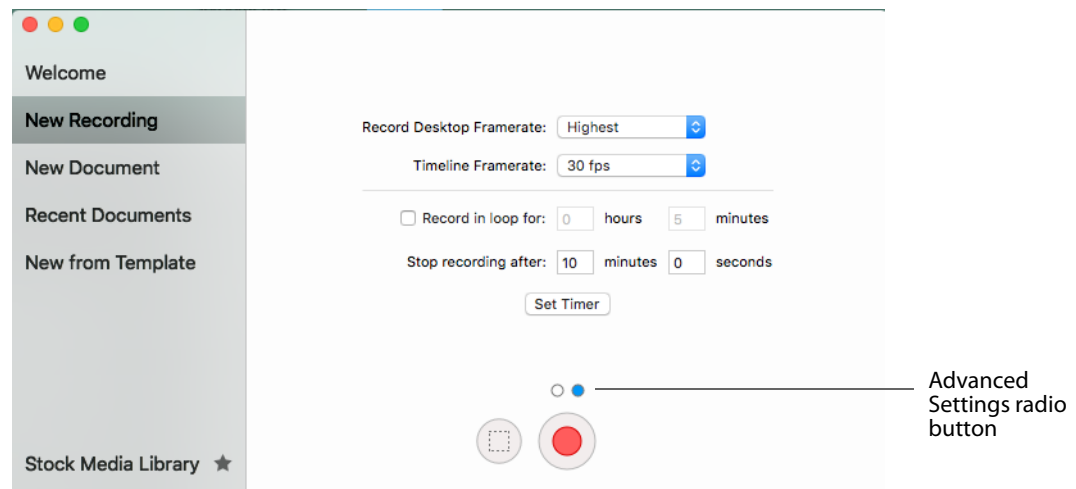 Welcome
New Recording
New Document
Recent Documents
New from Template
Stock Media Library
Record Desktop Framerate: Highest
Timeline Framerate: 30 fps
Record in loop for: 0 hours 5 minutes
Stop recording after: 10 minutes 0 seconds
Set Timer
Advanced
Settings radio
button